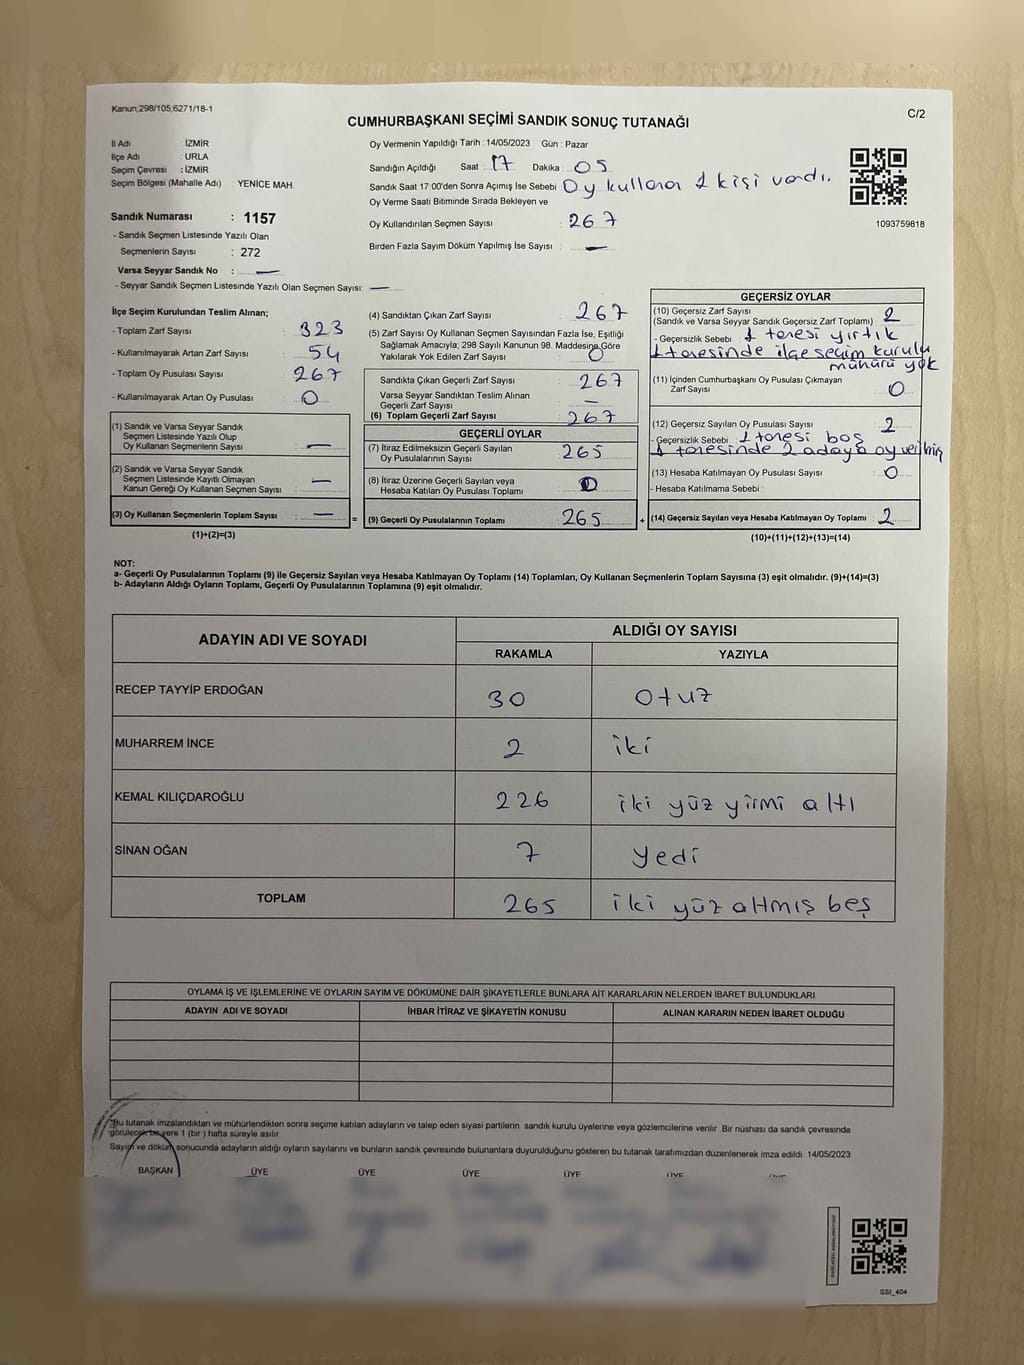 Kanun;298/105;6271/18-1
C/2
CUMHURBAŞKANI SEÇİMİ SANDIK SONUÇ TUTANAĞI
İl Adı İZMİR
İlçe Adı : URLA
Seçim Çevresi : İZMİR
Seçim Bölgesi (Mahalle Adı) : YENİCE MAH.
Oy Vermenin Yapıldığı Tarih : 14/05/2023 Gün : Pazar
Sandığın Açıldığı Saat : 17 Dakika : 05
Sandık Saat 17:00'den Sonra Açımış İse Sebebi Oy kullanan 1 kişi vardı.
Oy Verme Saati Bitiminde Sırada Bekleyen ve
Oy Kullandırılan Seçmen Sayısı : 267
Birden Fazla Sayım Döküm Yapılmış İse Sayısı : —
1093759818
Sandık Numarası : 1157
- Sandık Seçmen Listesinde Yazılı Olan
Seçmenlerin Sayısı : 272
Varsa Seyyar Sandık No : —
- Seyyar Sandık Seçmen Listesinde Yazılı Olan Seçmen Sayısı: —
İlçe Seçim Kurulundan Teslim Alınan;
- Toplam Zarf Sayısı : 323
- Kullanılmayarak Artan Zarf Sayısı : 54
- Toplam Oy Pusulası Sayısı : 267
- Kullanılmayarak Artan Oy Pusulası : 0
(1) Sandık ve Varsa Seyyar Sandık
Seçmen Listesinde Yazılı Olup
Oy Kullanan Seçmenlerin Sayısı : —
(2) Sandık ve Varsa Seyyar Sandık
Seçmen Listesinde Kayıtlı Olmayan
Kanun Gereği Oy Kullanan Seçmen Sayısı : —
(3) Oy Kullanan Seçmenlerin Toplam Sayısı : — =
(1)+(2)=(3)
(4) Sandıktan Çıkan Zarf Sayısı : 267
(5) Zarf Sayısı Oy Kullanan Seçmen Sayısından Fazla İse, Eşitliği
Sağlamak Amacıyla; 298 Sayılı Kanunun 98. Maddesine Göre
Yakılarak Yok Edilen Zarf Sayısı : 0
Sandıkta Çıkan Geçerli Zarf Sayısı : 267
Varsa Seyyar Sandıktan Teslim Alınan
Geçerli Zarf Sayısı : —
(6) Toplam Geçerli Zarf Sayısı : 267
GEÇERLİ OYLAR
(7) İtiraz Edilmeksizin Geçerli Sayılan
Oy Pusulalarının Sayısı : 265
(8) İtiraz Üzerine Geçerli Sayılan veya
Hesaba Katılan Oy Pusulası Toplamı : 0
(9) Geçerli Oy Pusulalarının Toplamı : 265 +
GEÇERSİZ OYLAR
(10) Geçersiz Zarf Sayısı
(Sandık ve Varsa Seyyar Sandık Geçersiz Zarf Toplamı) : 2
- Geçersizlik Sebebi : 1 tanesi yırtık
1 tanesinde ilçe seçim kurulu
mührü yok
(11) İçinden Cumhurbaşkanı Oy Pusulası Çıkmayan
Zarf Sayısı : 0
(12) Geçersiz Sayılan Oy Pusulası Sayısı : 2
- Geçersizlik Sebebi : 1 tanesi boş
1 tanesinde 2 adaya oy verilmiş
(13) Hesaba Katılmayan Oy Pusulası Sayısı : 0
- Hesaba Katılmama Sebebi :
(14) Geçersiz Sayılan veya Hesaba Katılmayan Oy Toplamı : 2
(10)+(11)+(12)+(13)=(14)
NOT:
a- Geçerli Oy Pusulalarının Toplamı (9) ile Geçersiz Sayılan veya Hesaba Katılmayan Oy Toplamı (14) Toplamları, Oy Kullanan Seçmenlerin Toplam Sayısına (3) eşit olmalıdır. (9)+(14)=(3)
b- Adayların Aldığı Oyların Toplamı, Geçerli Oy Pusulalarının Toplamına (9) eşit olmalıdır.
ADAYIN ADI VE SOYADI
ALDIĞI OY SAYISI
RAKAMLA YAZIYLA
RECEP TAYYİP ERDOĞAN 30 otuz
MUHARREM İNCE 2 iki
KEMAL KILIÇDAROĞLU 226 iki yüz yirmi altı
SİNAN OĞAN 7 yedi
TOPLAM 265 iki yüz altmış beş
OYLAMA İŞ VE İŞLEMLERİNE VE OYLARIN SAYIM VE DÖKÜMÜNE DAİR ŞİKAYETLERLE BUNLARA AİT KARARLARIN NELERDEN İBARET BULUNDUKLARI
ADAYIN ADI VE SOYADI İHBAR İTİRAZ VE ŞİKAYETİN KONUSU ALINAN KARARIN NEDEN İBARET OLDUĞU
*Bu tutanak imzalandıktan ve mühürlendikten sonra seçime katılan adayların ve talep eden siyasi partilerin sandık kurulu üyelerine veya gözlemcilerine verilir. Bir nüshası da sandık çevresinde
görülecek bir yere 1 (bir ) hafta süreyle asılır.
Sayım ve döküm sonucunda adayların aldığı oyların sayılarını ve bunların sandık çevresinde bulunanlara duyurulduğunu gösteren bu tutanak tarafımızdan düzenlenerek imza edildi. 14/05/2023
BAŞKAN ÜYE ÜYE ÜYE ÜYE ÜYE
SSİ_404